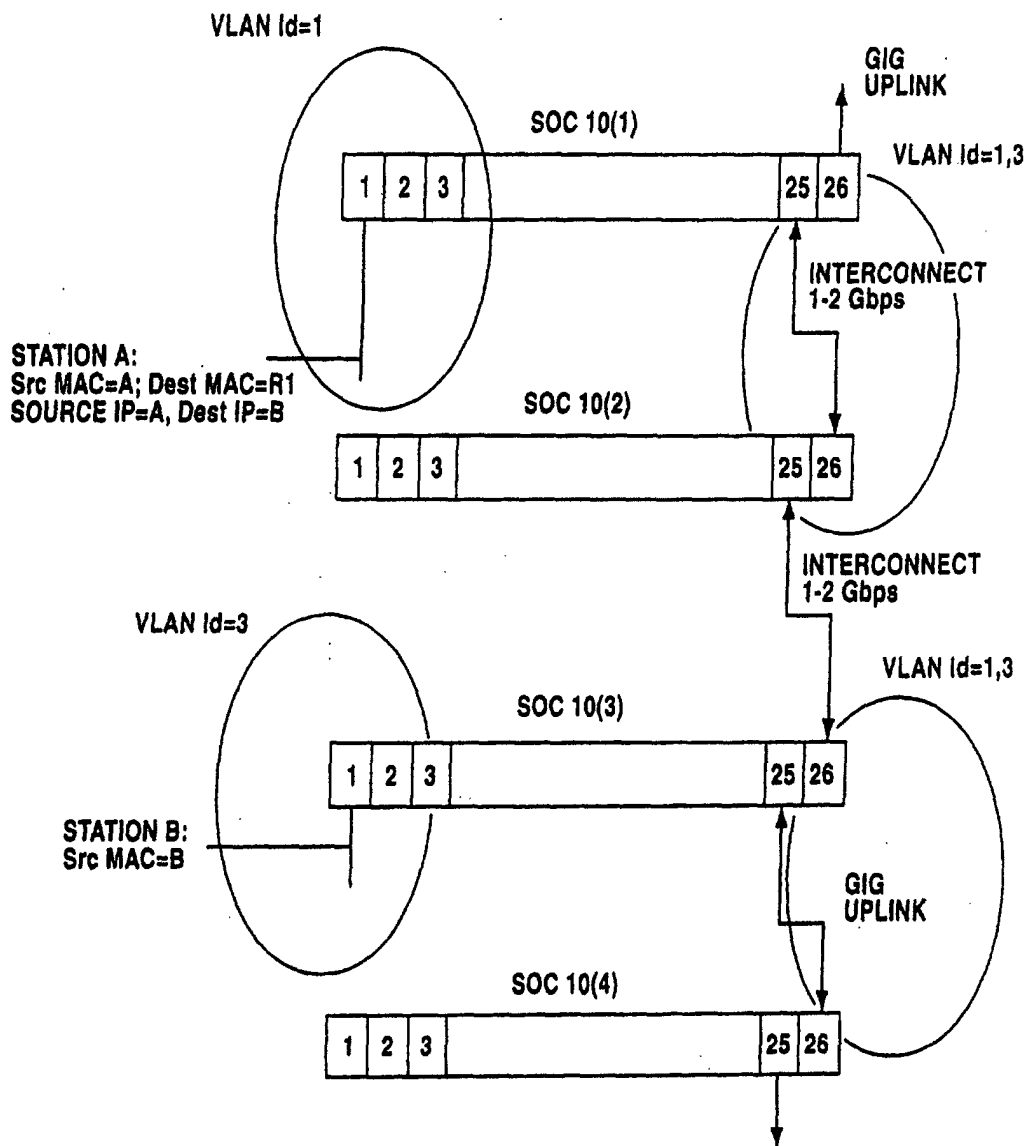 VLAN Id=1
GIG
UPLINK
SOC 10(1)
VLAN Id=1,3
1 2 3 25 26
INTERCONNECT
1-2 Gbps
STATION A:
Src MAC=A; Dest MAC=R1
SOURCE IP=A, Dest IP=B
SOC 10(2)
1 2 3 25 26
INTERCONNECT
1-2 Gbps
VLAN Id=3
VLAN Id=1,3
SOC 10(3)
1 2 3 25 26
STATION B:
Src MAC=B
GIG
UPLINK
SOC 10(4)
1 2 3 25 26